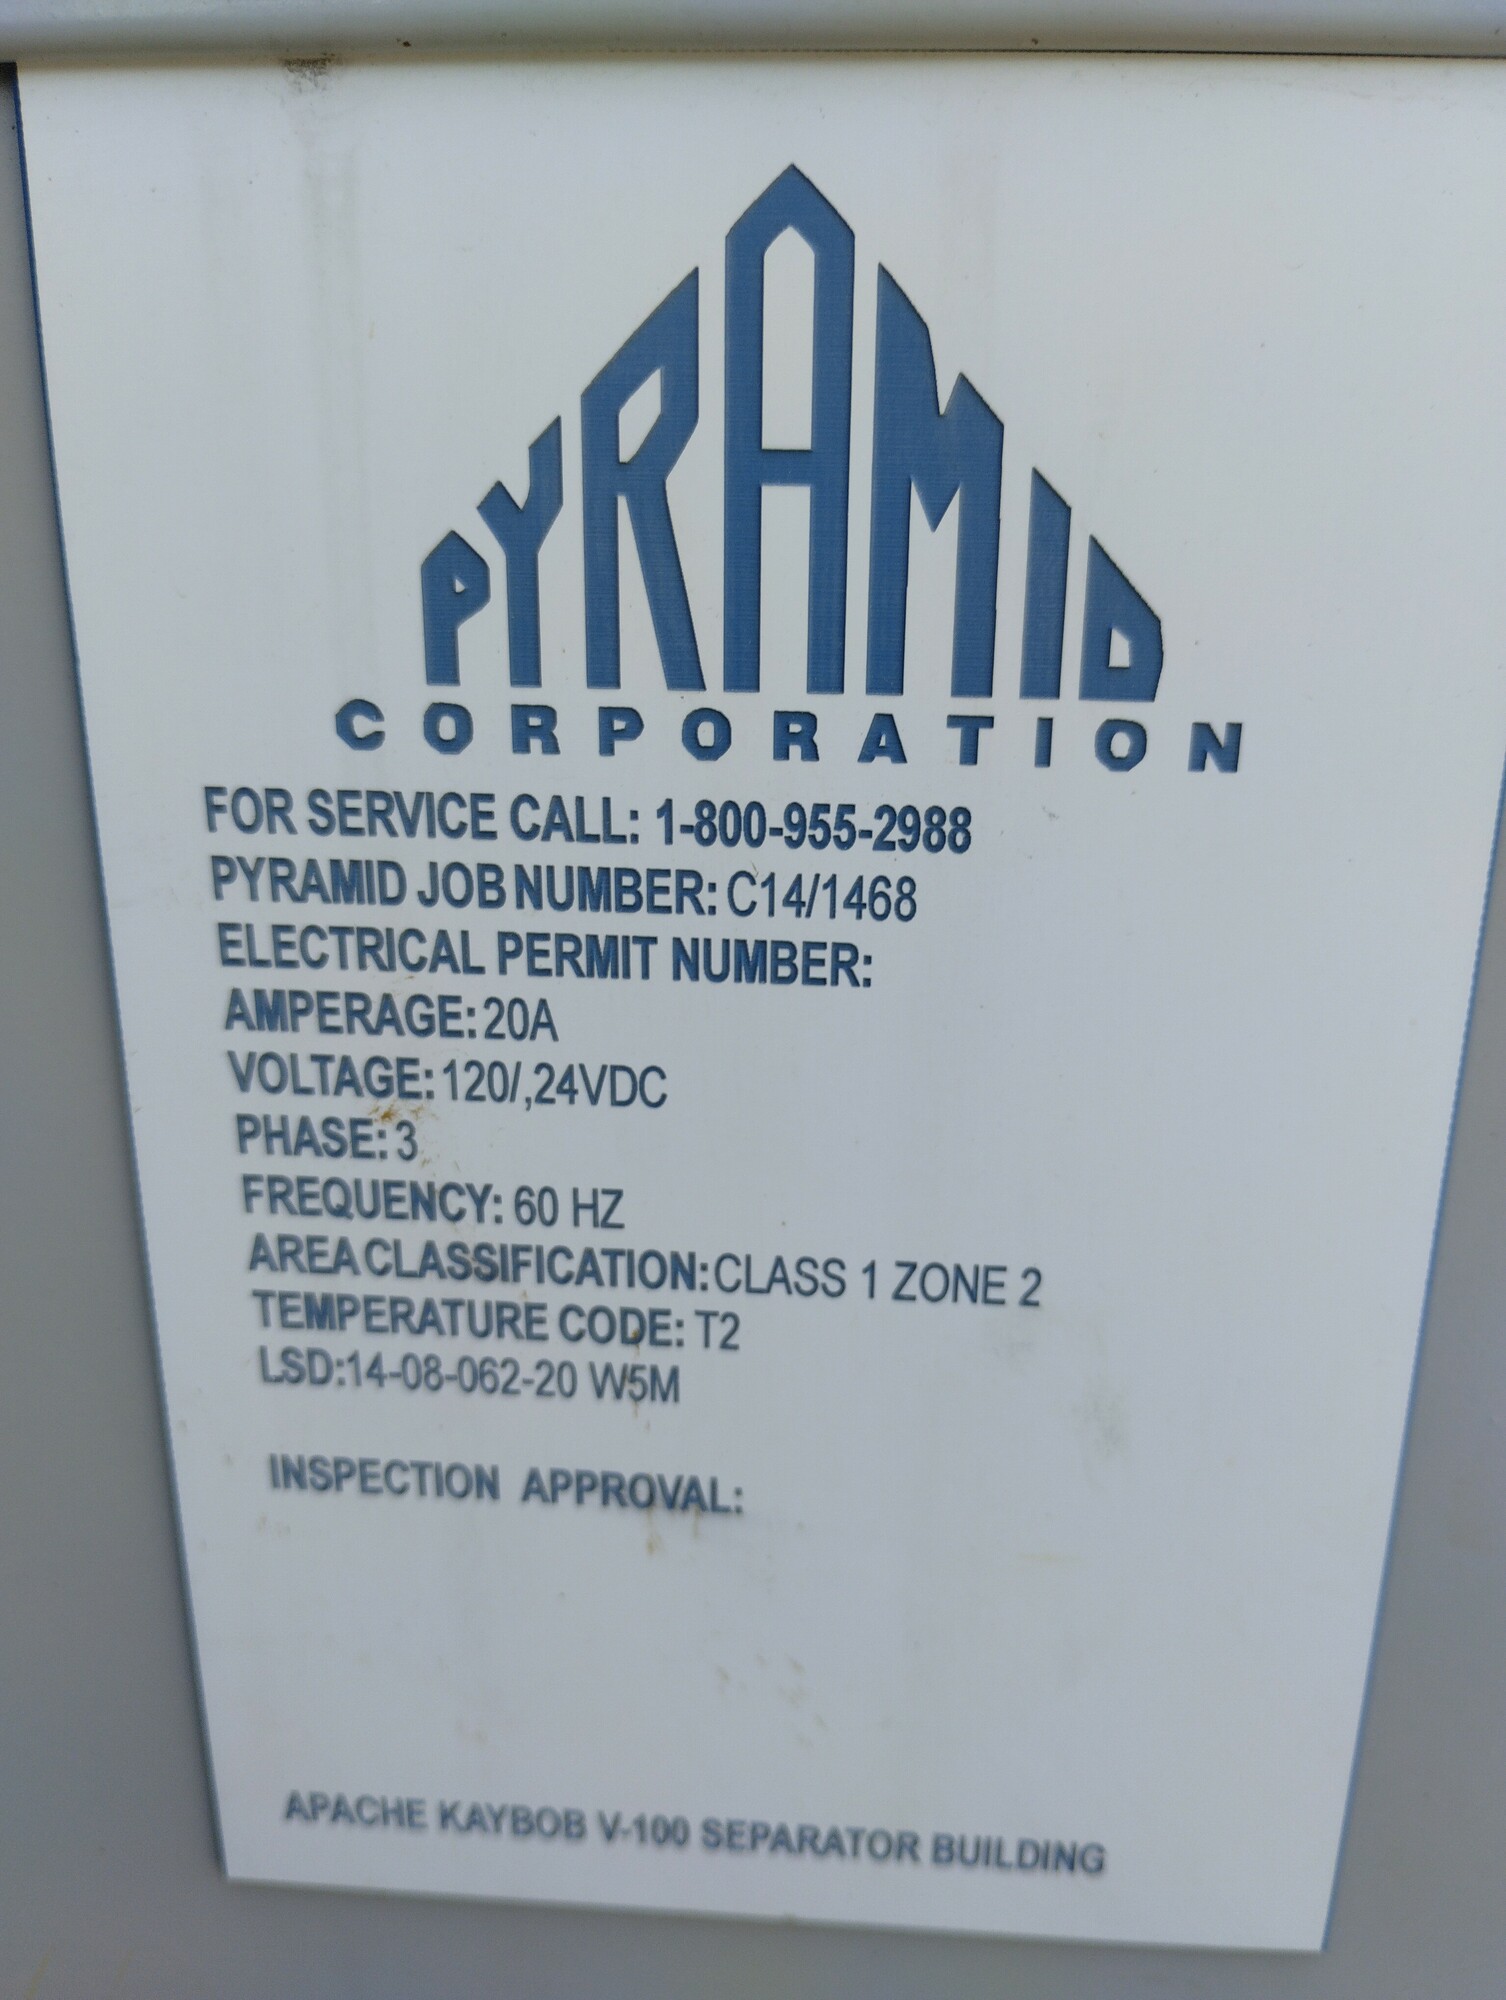 PYRAMID
CORPORATION
FOR SERVICE CALL: 1-800-955-2988
PYRAMID JOB NUMBER: C14/1468
ELECTRICAL PERMIT NUMBER:
AMPERAGE: 20A
VOLTAGE: 120/,24VDC
PHASE: 3
FREQUENCY: 60 HZ
AREA CLASSIFICATION: CLASS 1 ZONE 2
TEMPERATURE CODE: T2
LSD:14-08-062-20 W5M
INSPECTION APPROVAL:
APACHE KAYBOB V-100 SEPARATOR BUILDING